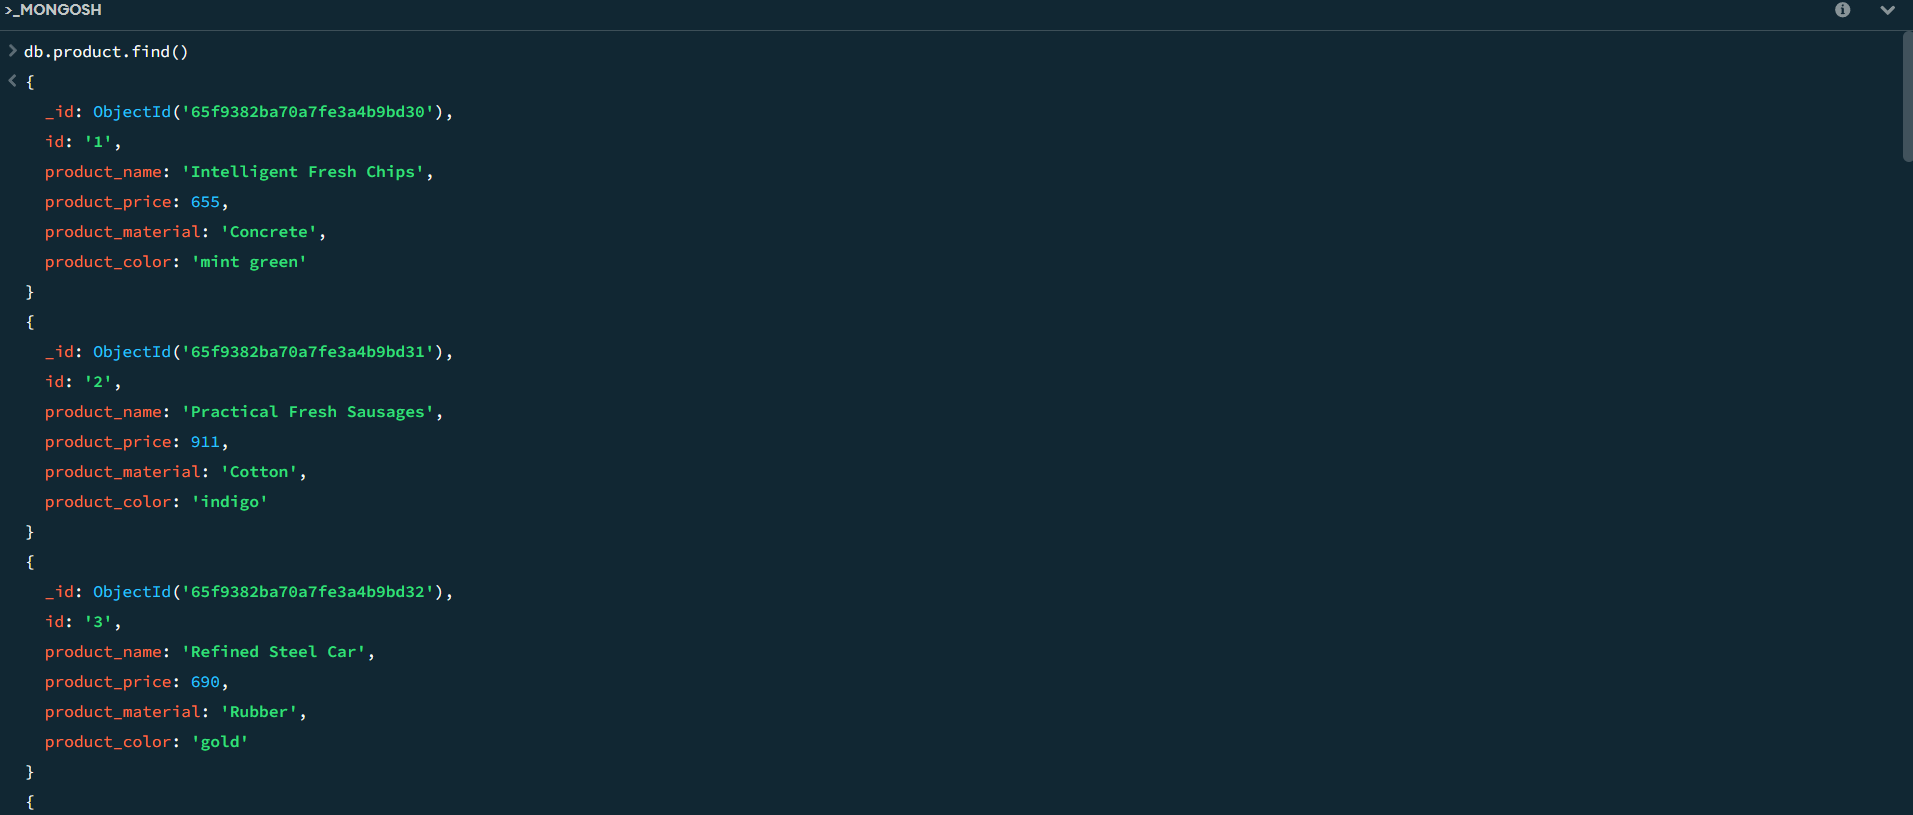 >_MONGOSH
> db.product.find()
< {
_id: ObjectId('65f9382ba70a7fe3a4b9bd30'),
id: '1',
product_name: 'Intelligent Fresh Chips',
product_price: 655,
product_material: 'Concrete',
product_color: 'mint green'
}
{
_id: ObjectId('65f9382ba70a7fe3a4b9bd31'),
id: '2',
product_name: 'Practical Fresh Sausages',
product_price: 911,
product_material: 'Cotton',
product_color: 'indigo'
}
{
_id: ObjectId('65f9382ba70a7fe3a4b9bd32'),
id: '3',
product_name: 'Refined Steel Car',
product_price: 690,
product_material: 'Rubber',
product_color: 'gold'
}
{